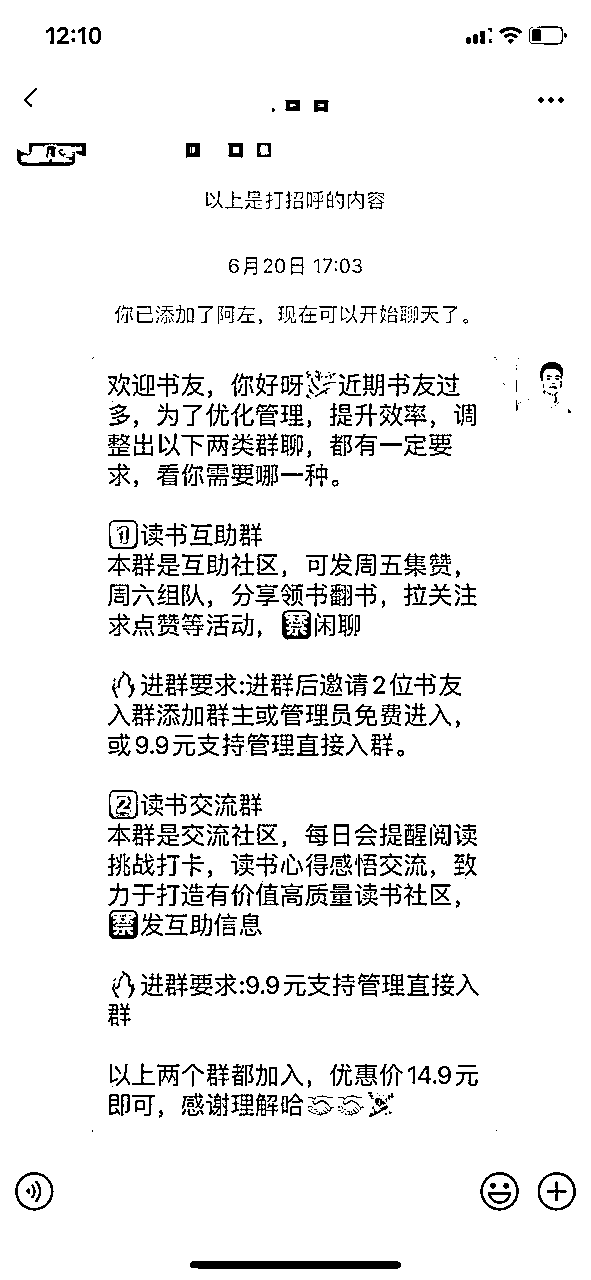 12:10
以上是打招呼的内容
6月20日 17:03
你已添加了阿左，现在可以开始聊天了。
欢迎书友，你好呀🎉近期书友过
多，为了优化管理，提升效率，调
整出以下两类群聊，都有一定要
求，看你需要哪一种。
1️⃣读书互助群
本群是互助社区，可发周五集赞，
周六组队，分享领书翻书，拉关注
求点赞等活动，🈲闲聊
🔥进群要求:进群后邀请2位书友
入群添加群主或管理员免费进入，
或9.9元支持管理直接入群。
2️⃣读书交流群
本群是交流社区，每日会提醒阅读
挑战打卡，读书心得感悟交流，致
力于打造有价值高质量读书社区，
🈲发互助信息
🔥进群要求:9.9元支持管理直接入
群
以上两个群都加入，优惠价14.9元
即可，感谢理解哈🤝🤝🎉